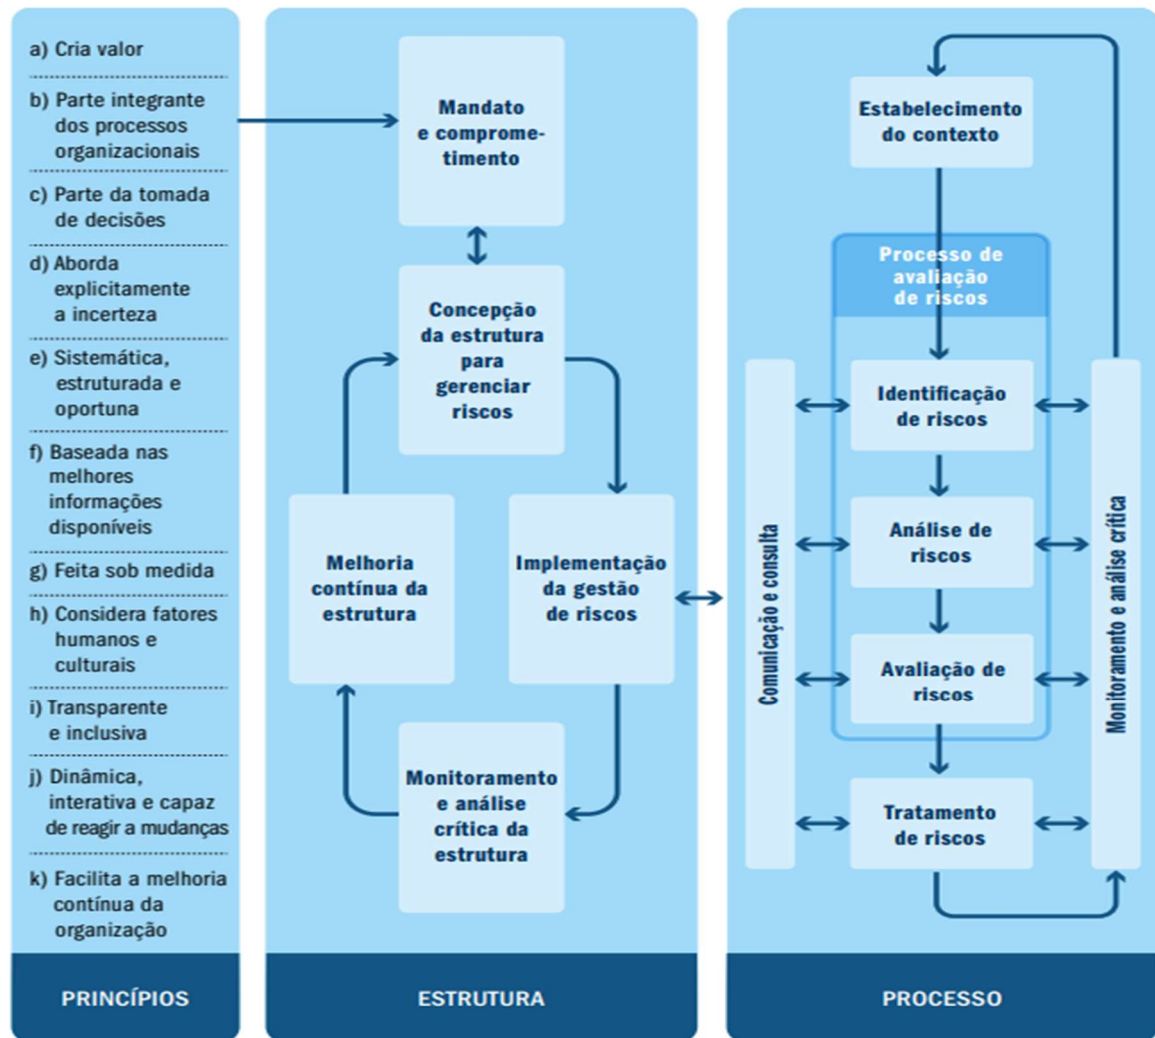 a) Cria valor
b) Parte integrante
dos processos
organizacionais
c) Parte da tomada
de decisões
d) Aborda
explicitamente
a incerteza
e) Sistemática,
estruturada e
oportuna
f) Baseada nas
melhores
informações
disponíveis
g) Feita sob medida
h) Considera fatores
humanos e
culturais
i) Transparente
e inclusiva
j) Dinâmica,
interativa e capaz
de reagir a mudanças
k) Facilita a melhoria
contínua da
organização
PRINCÍPIOS
Mandato
e comprome-
timento
Concepção
da estrutura
para
gerenciar
riscos
Melhoria
contínua da
estrutura
Implementação
da gestão
de riscos
Monitoramento
e análise
crítica da
estrutura
ESTRUTURA
Estabelecimento
do contexto
Processo de
avaliação
de riscos
Comunicação e consulta
Identificação
de riscos
Análise de
riscos
Avaliação de
riscos
Tratamento
de riscos
Monitoramento e análise crítica
PROCESSO